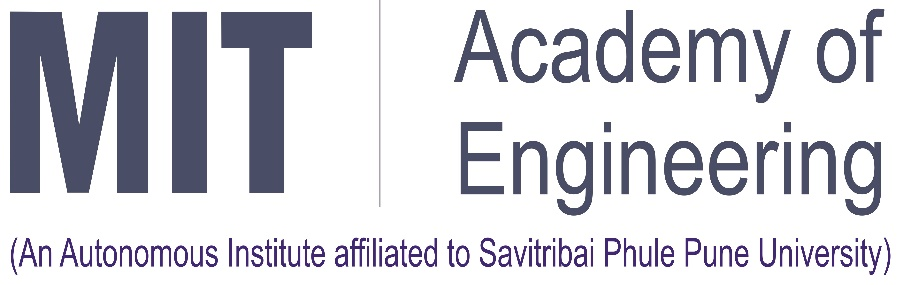 MIT
Academy of
Engineering
(An Autonomous Institute affiliated to Savitribai Phule Pune University)